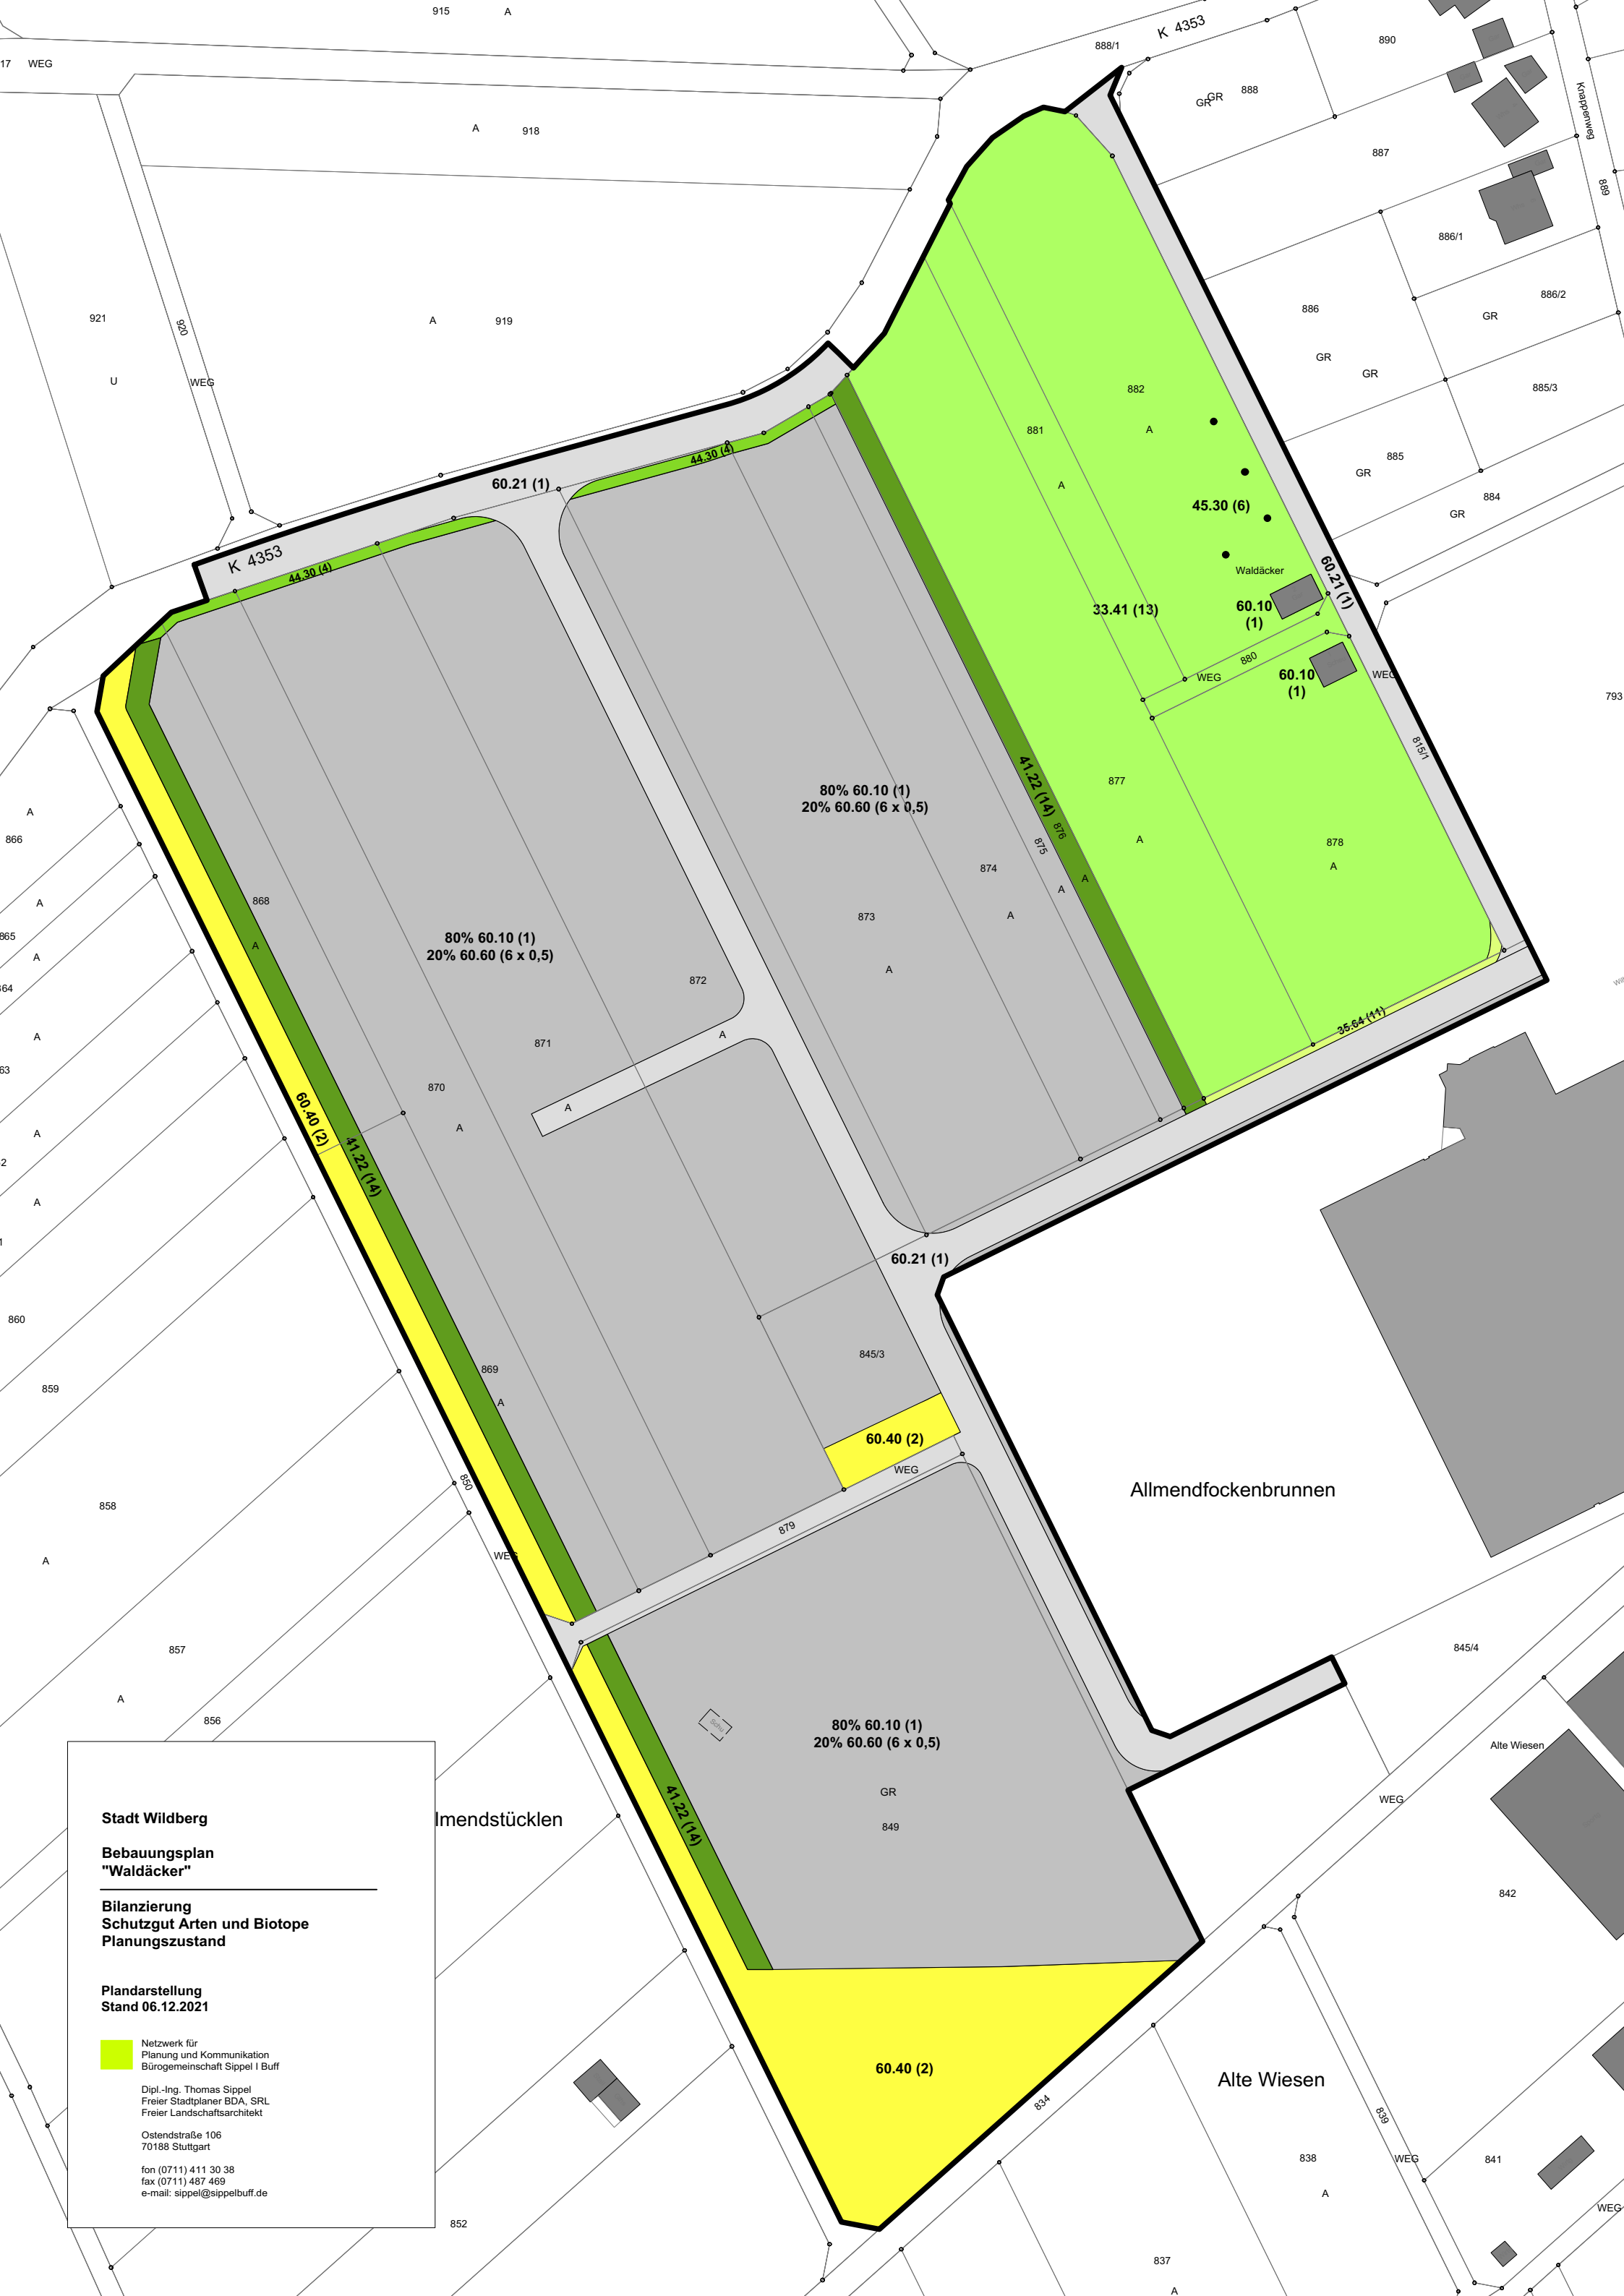 915
A
K 4353
888/1
890
17
WEG
GR
GR
888
Knappenweg
A
918
887
889
886/1
921
920
A
919
886
886/2
GR
U
WEG
882
GR
GR
885/3
881
A
44.30 (4)
885
GR
A
60.21 (1)
45.30 (6)
884
GR
K 4353
44.30 (4)
Waldäcker
60.21 (1)
33.41 (13)
60.10
(1)
880
WEG
60.10
(1)
WEG
793
815/1
41.22 (14)
877
80% 60.10 (1)
20% 60.60 (6 x 0,5)
A
866
876
875
A
878
A
874
A
A
868
A
873
A
A
865
A
80% 60.10 (1)
20% 60.60 (6 x 0,5)
A
872
A
35.64 (11)
A
871
A
870
A
A
60.40 (2)
41.22 (14)
A
A
60.21 (1)
860
845/3
859
869
A
60.40 (2)
WEG
850
Allmendfockenbrunnen
858
879
A
WEG
857
845/4
A
856
80% 60.10 (1)
20% 60.60 (6 x 0,5)
Schu
Alte Wiesen
GR
849
41.22 (14)
WEG
lmendstücklen
842
Stadt Wildberg
Bebauungsplan
"Waldäcker"
Bilanzierung
Schutzgut Arten und Biotope
Planungszustand
Plandarstellung
Stand 06.12.2021
Netzwerk für
Planung und Kommunikation
Bürogemeinschaft Sippel I Buff
Dipl.-Ing. Thomas Sippel
Freier Stadtplaner BDA, SRL
Freier Landschaftsarchitekt
Ostendstraße 106
70188 Stuttgart
fon (0711) 411 30 38
fax (0711) 487 469
e-mail: sippel@sippelbuff.de
60.40 (2)
Alte Wiesen
834
839
838
WEG
841
A
WEG
852
837
A